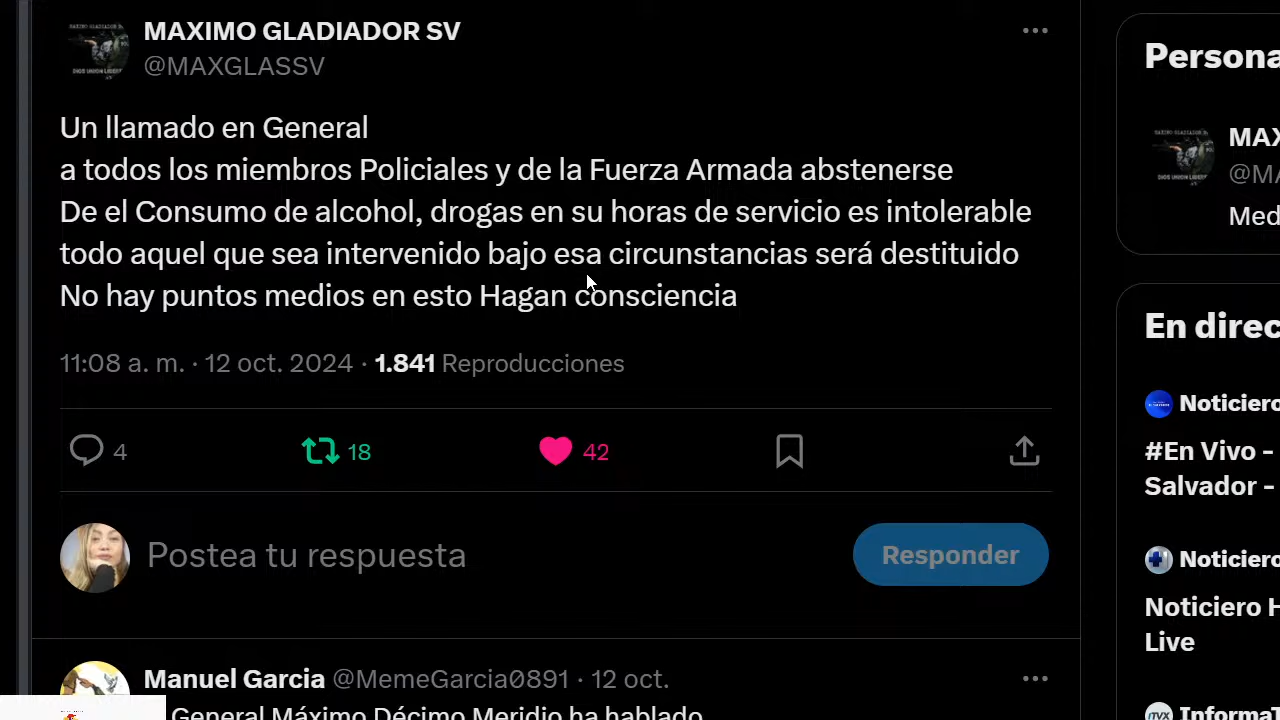 MAXIMO GLADIADOR SV
@MAXGLASSV
Un llamado en General
a todos los miembros Policiales y de la Fuerza Armada abstenerse
De el Consumo de alcohol, drogas en su horas de servicio es intolerable
todo aquel que sea intervenido bajo esa circunstancias será destituido
No hay puntos medios en esto Hagan consciencia
11:08 a. m. · 12 oct. 2024 · 1.841 Reproducciones
4 18 42
Postea tu respuesta
Responder
Manuel Garcia @MemeGarcia0891 · 12 oct.
General Máximo Décimo Meridio ha hablado
Persona
MAX
@MA
Med
En direc
Noticiero
#En Vivo -
Salvador -
Noticiero
Noticiero H
Live
InformaT